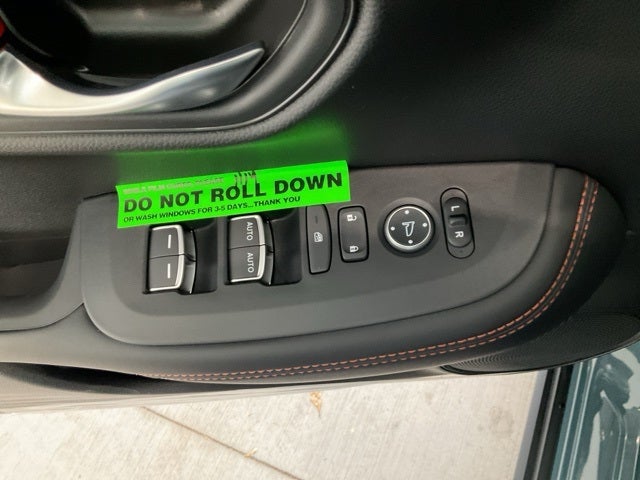 DO NOT ROLL DOWN
OR WASH WINDOWS FOR 3-5 DAYS...THANK YOU
AUTO
AUTO
L
R